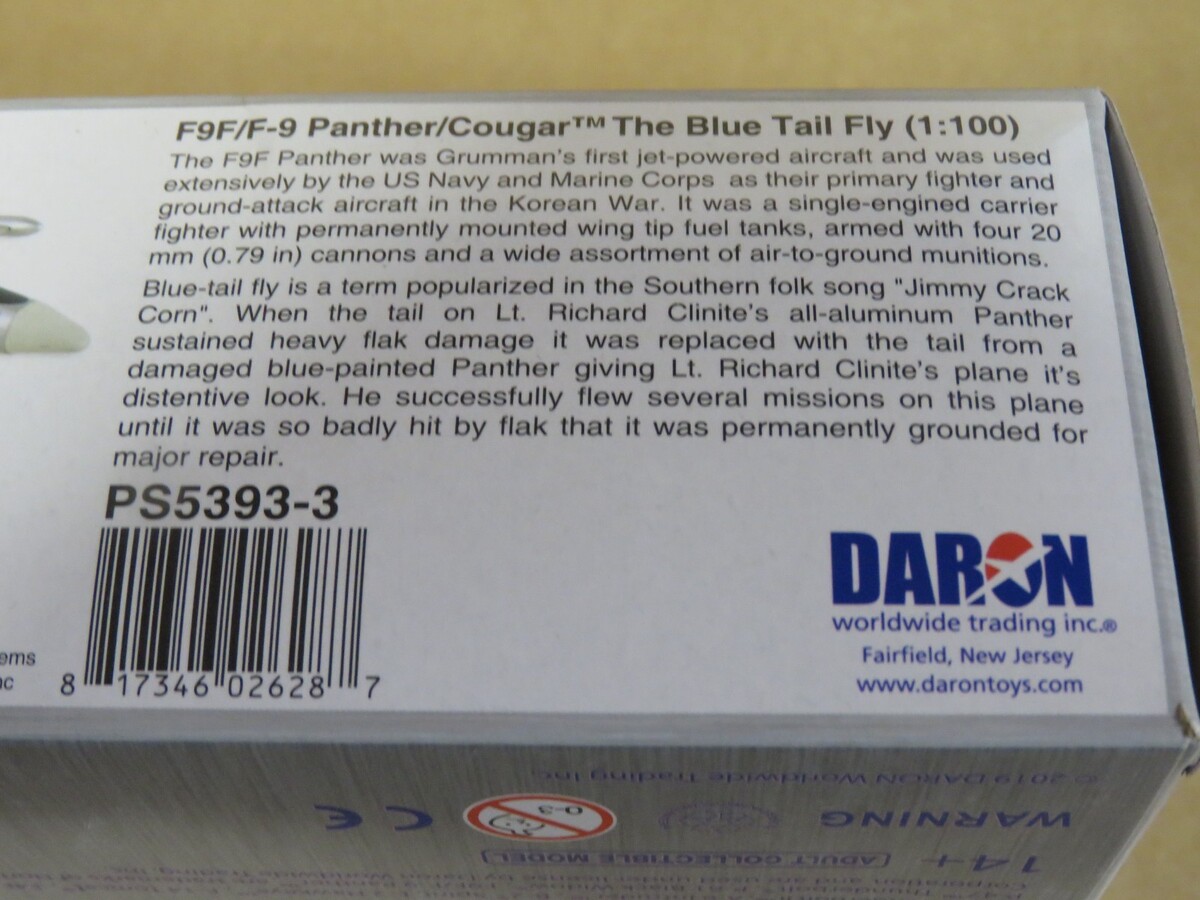 F9F/F-9 Panther/Cougar™ The Blue Tail Fly (1:100)
The F9F Panther was Grumman's first jet-powered aircraft and was used
extensively by the US Navy and Marine Corps as their primary fighter and
ground-attack aircraft in the Korean War. It was a single-engined carrier
fighter with permanently mounted wing tip fuel tanks, armed with four 20
mm (0.79 in) cannons and a wide assortment of air-to-ground munitions.
Blue-tail fly is a term popularized in the Southern folk song "Jimmy Crack
Corn". When the tail on Lt. Richard Clinite's all-aluminum Panther
sustained heavy flak damage it was replaced with the tail from a
damaged blue-painted Panther giving Lt. Richard Clinite's plane it's
distentive look. He successfully flew several missions on this plane
until it was so badly hit by flak that it was permanently grounded for
major repair.
PS5393-3
8 17346 02628 7
DARON
worldwide trading inc.®
Fairfield, New Jersey
www.darontoys.com
© 2019 DARON Worldwide Trading Inc.
WARNING
0-3
CE
14+
[ADULT COLLECTIBLE MODEL]